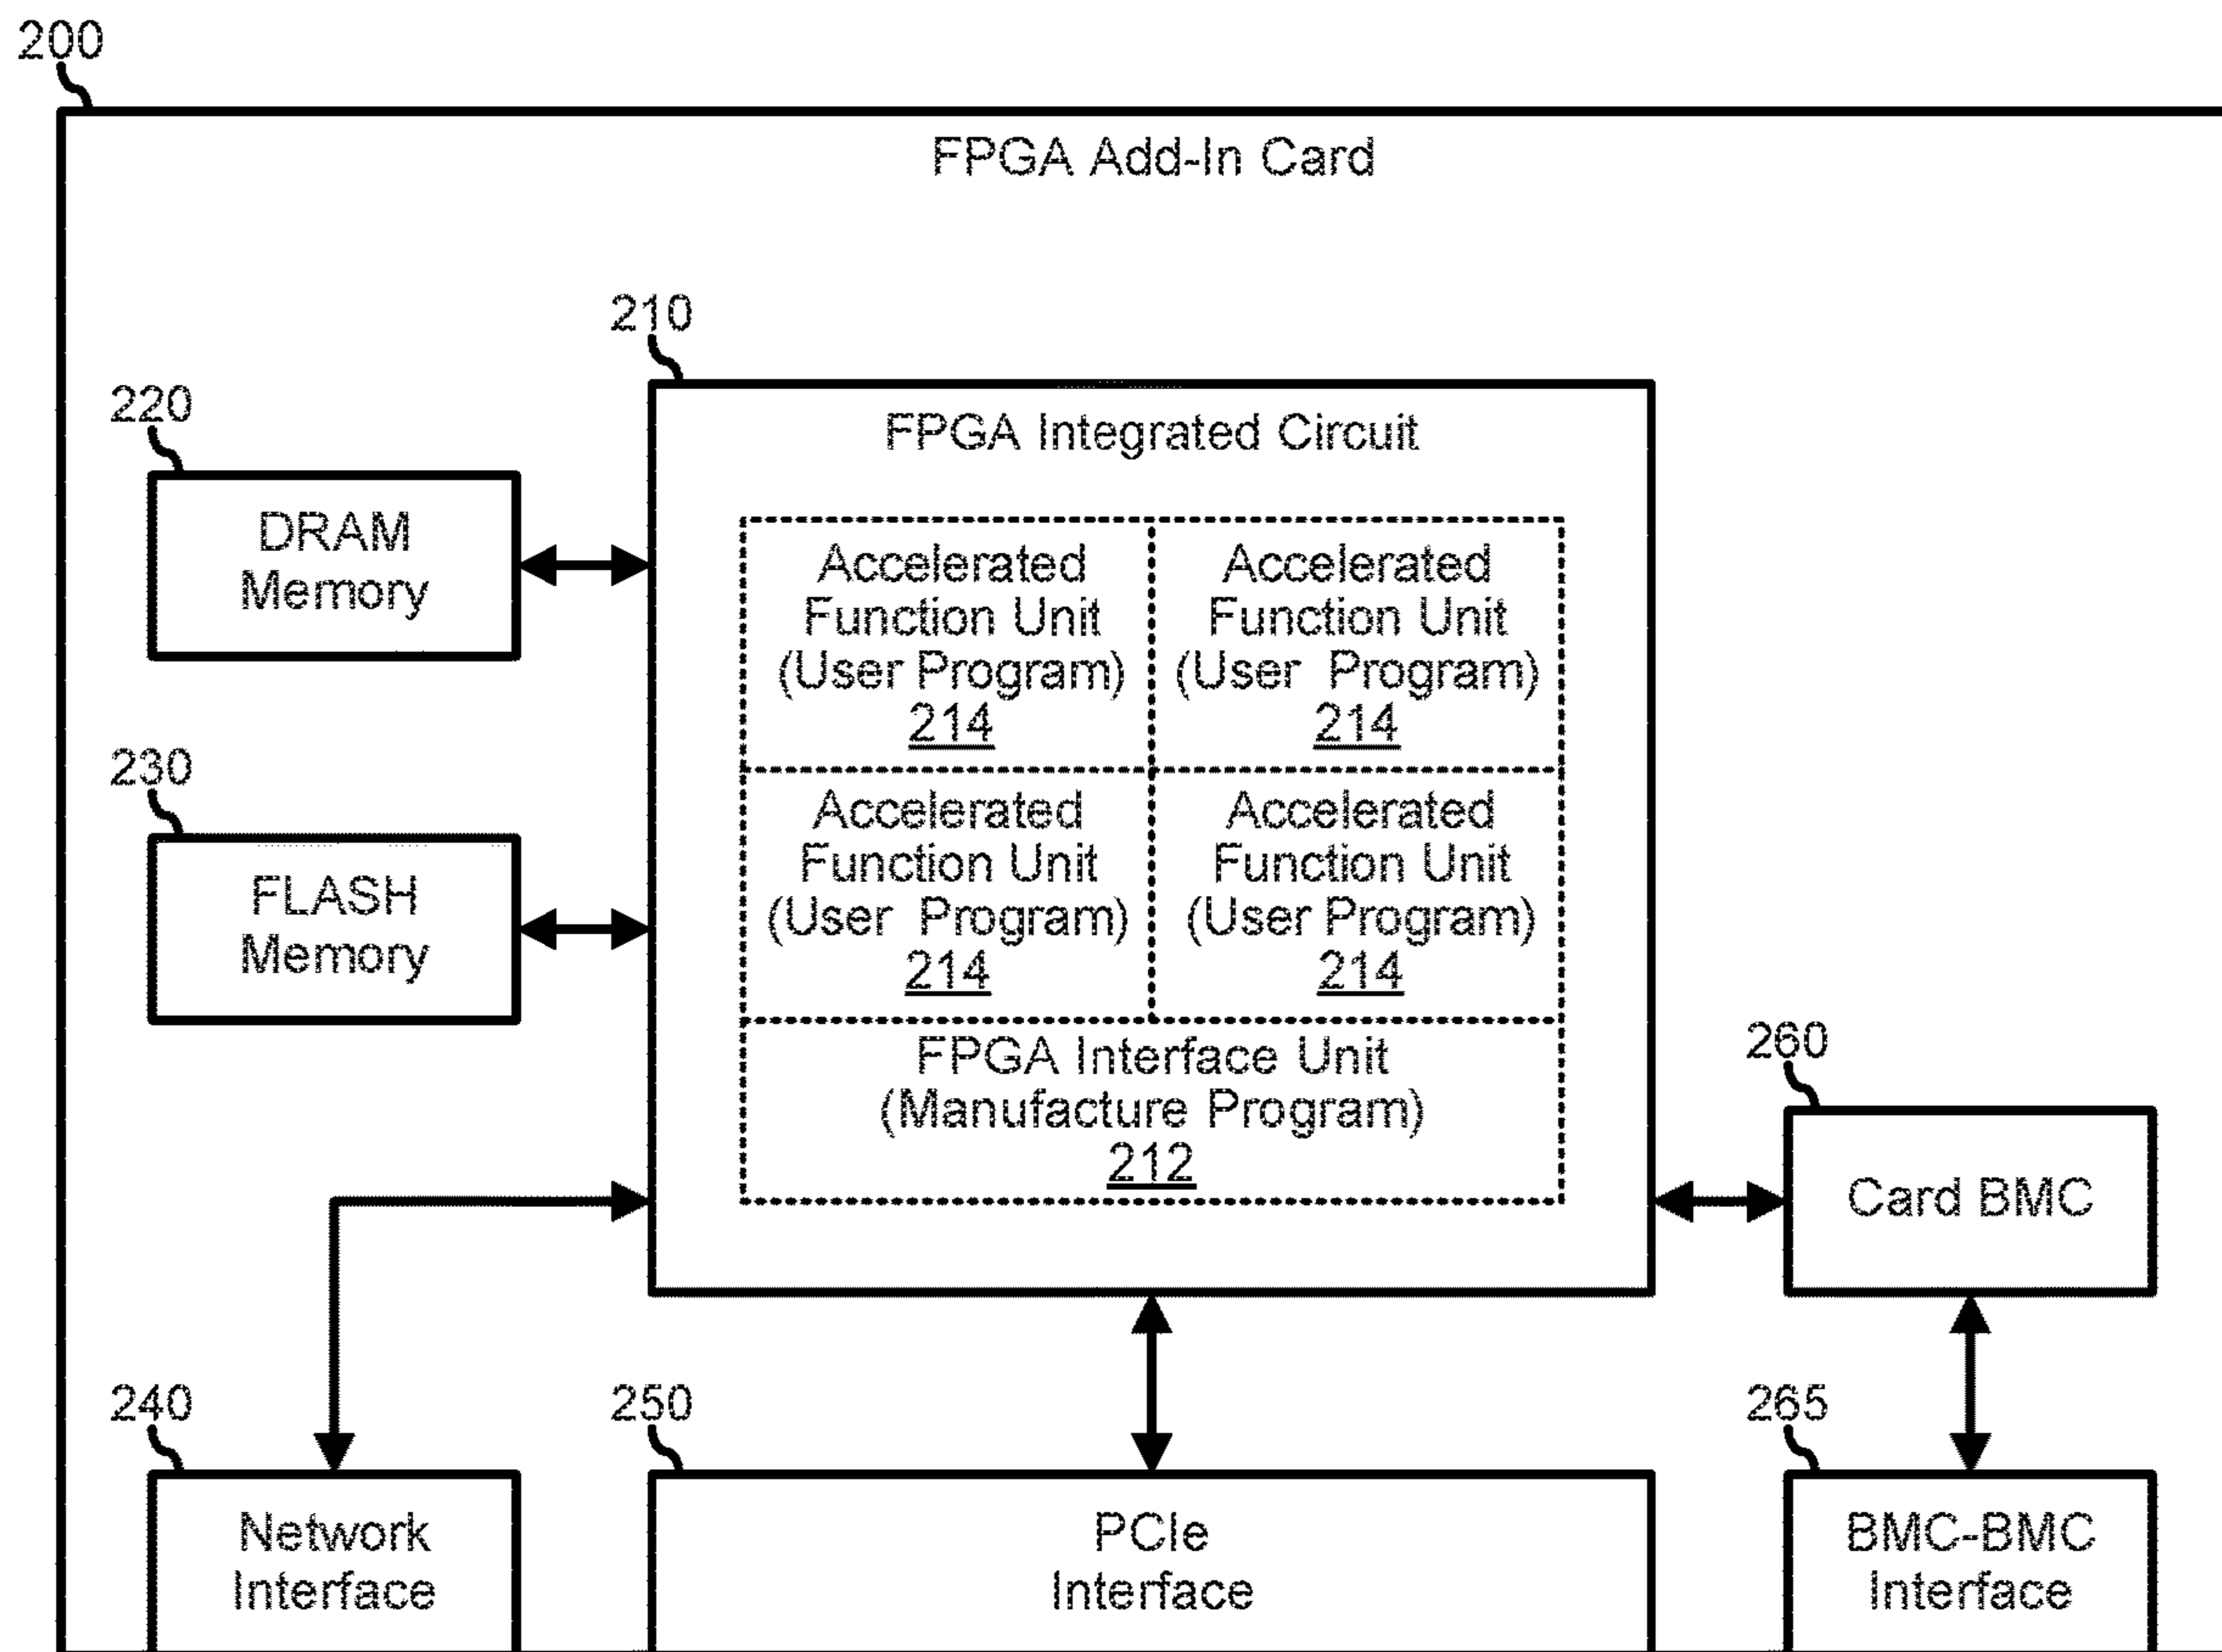 200
FPGA Add-In Card
210
FPGA Integrated Circuit
220
DRAM
Memory
230
FLASH
Memory
Accelerated
Function Unit
(User Program)
214
Accelerated
Function Unit
(User Program)
214
Accelerated
Function Unit
(User Program)
214
Accelerated
Function Unit
(User Program)
214
FPGA Interface Unit
(Manufacture Program)
212
260
Card BMC
240
Network
Interface
250
PCIe
Interface
265
BMC-BMC
Interface